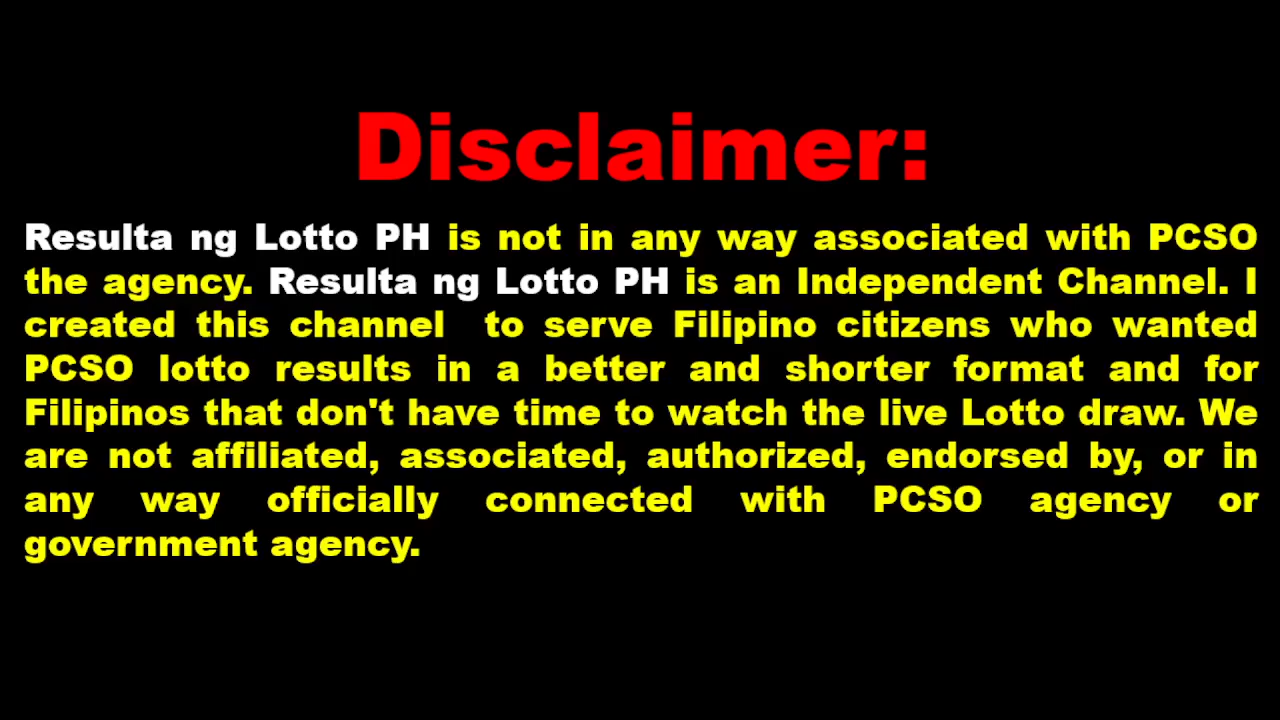 Disclaimer:
Resulta ng Lotto PH is not in any way associated with PCSO
the agency. Resulta ng Lotto PH is an Independent Channel. I
created this channel  to serve Filipino citizens who wanted
PCSO lotto results in a better and shorter format and for
Filipinos that don't have time to watch the live Lotto draw. We
are not affiliated, associated, authorized, endorsed by, or in
any way officially connected with PCSO agency or
government agency.